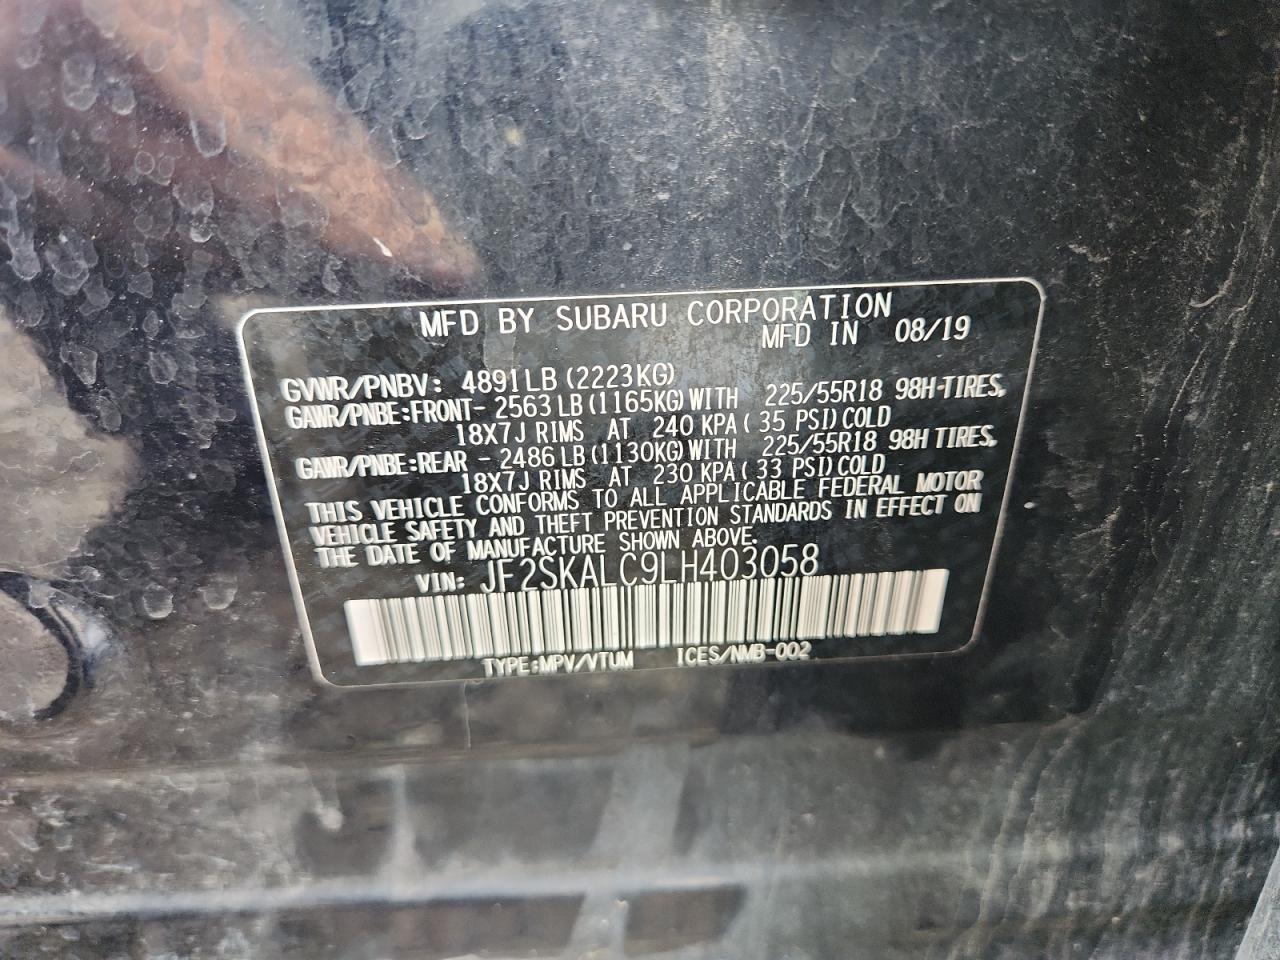 MFD BY SUBARU CORPORATION
MFD IN 08/19
GVWR/PNBV: 4891LB (2223KG)
GAWR/PNBE:FRONT- 2563 LB (1165KG) WITH 225/55R18 98H TIRES,
18X7J RIMS AT 240 KPA ( 35 PSI) COLD
GAWR/PNBE:REAR - 2486 LB (1130KG) WITH 225/55R18 98H TIRES,
18X7J RIMS AT 230 KPA ( 33 PSI) COLD
THIS VEHICLE CONFORMS TO ALL APPLICABLE FEDERAL MOTOR
VEHICLE SAFETY AND THEFT PREVENTION STANDARDS IN EFFECT ON
THE DATE OF MANUFACTURE SHOWN ABOVE.
VIN: JF2SKALC9LH403058
TYPE:MPV/VTUM ICES/NMB-002